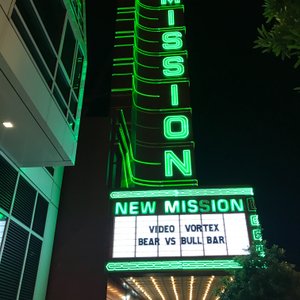 MISSION
NEW MISSION
VIDEO VORTEX
BEAR VS BULL BAR